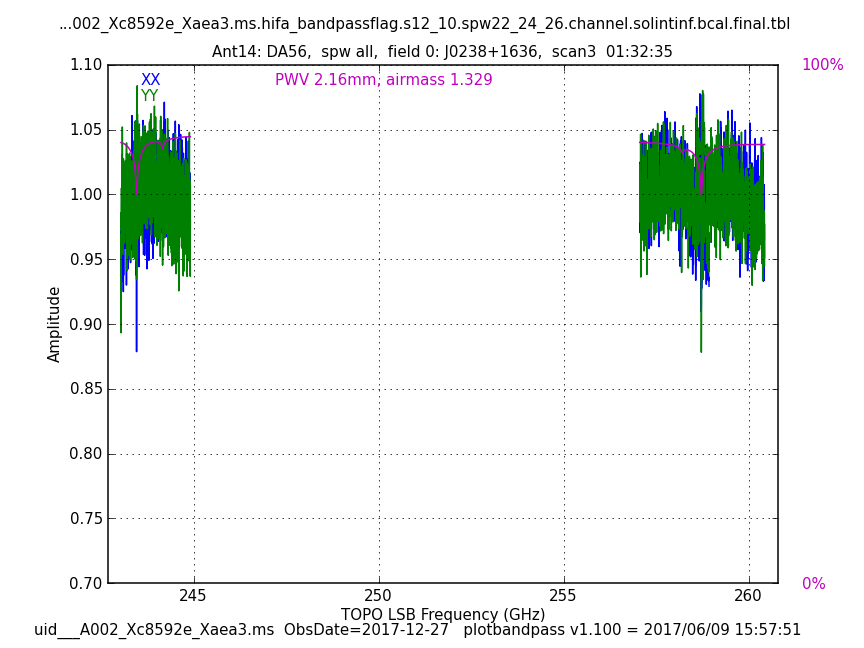 ...002_Xc8592e_Xaea3.ms.hifa_bandpassflag.s12_10.spw22_24_26.channel.solintinf.bcal.final.tbl
Ant14: DA56,  spw all,  field 0: J0238+1636,  scan3  01:32:35
1.10
100%
XX
PWV 2.16mm, airmass 1.329
YY
1.05
1.00
0.95
0.90
0.85
0.80
0.75
0.70
0%
Amplitude
245
250
255
260
TOPO LSB Frequency (GHz)
uid___A002_Xc8592e_Xaea3.ms  ObsDate=2017-12-27   plotbandpass v1.100 = 2017/06/09 15:57:51